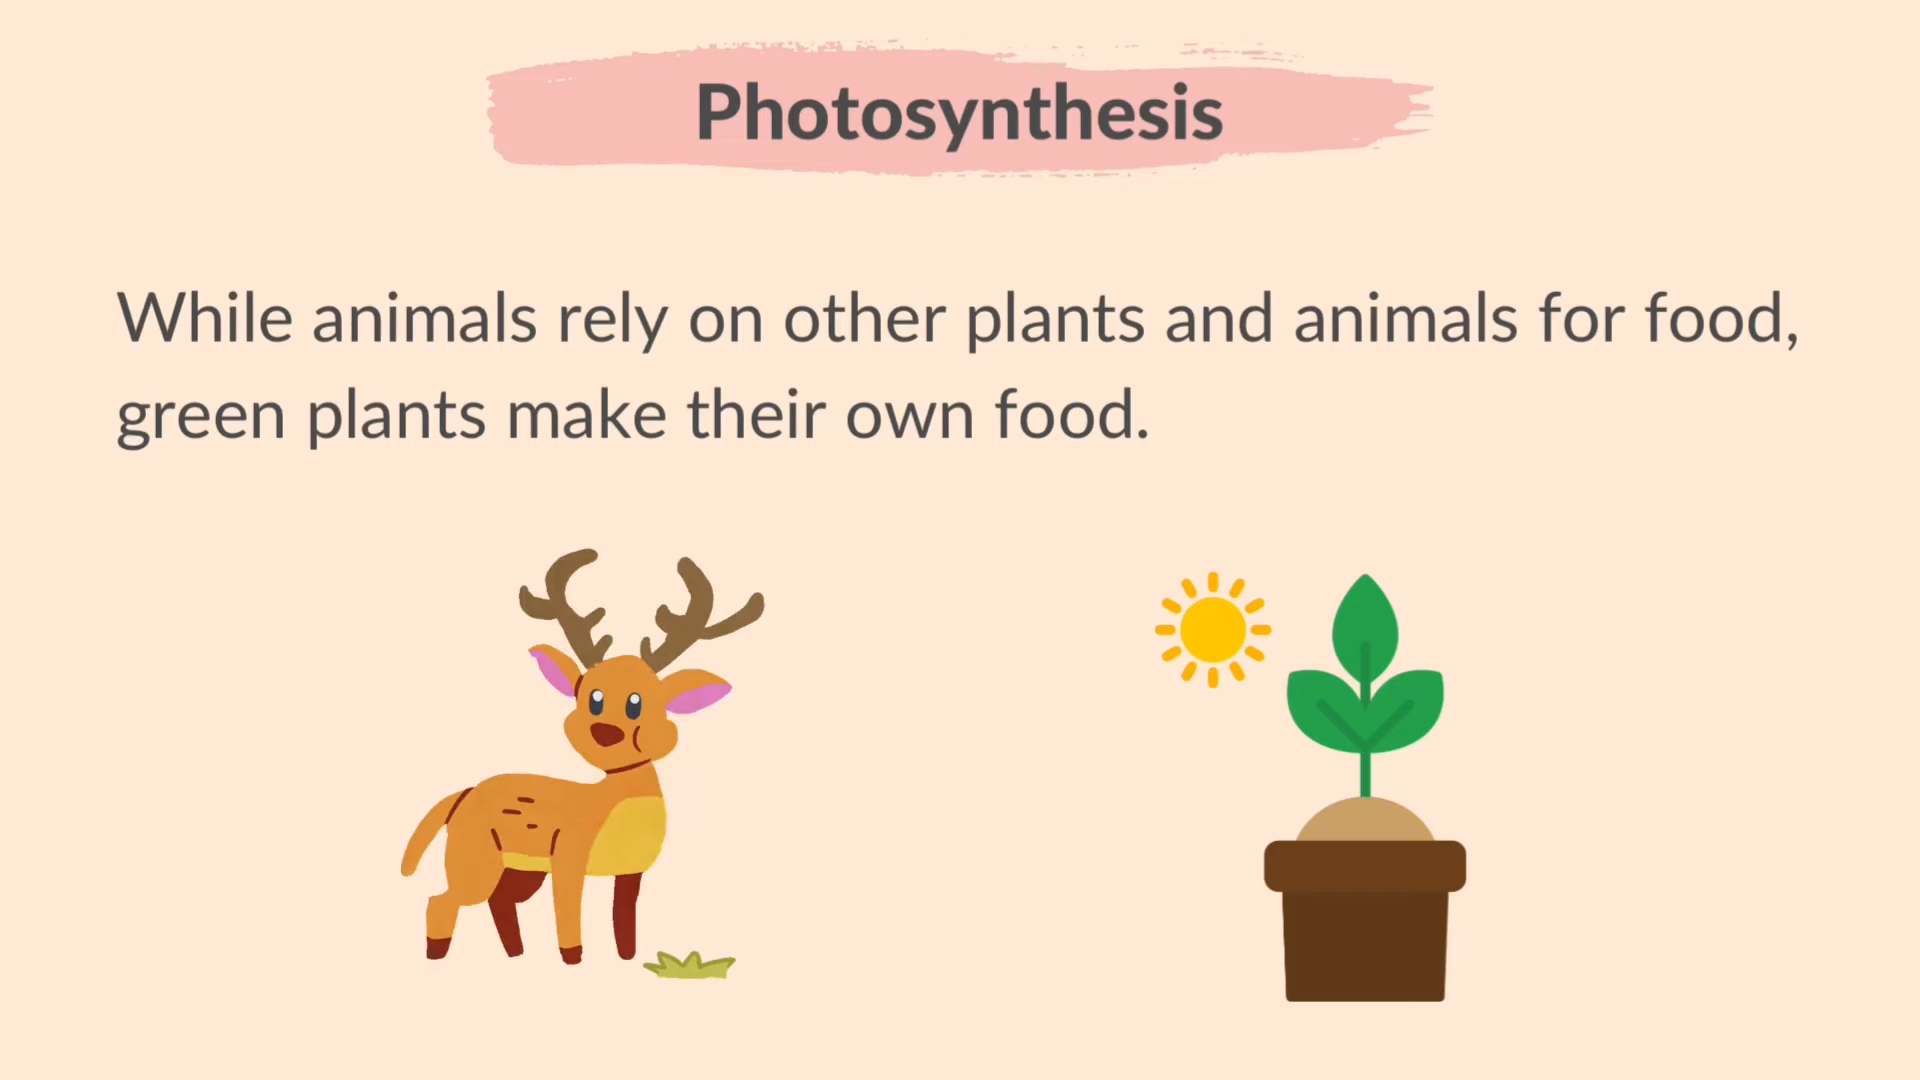 Photosynthesis
While animals rely on other plants and animals for food,
green plants make their own food.